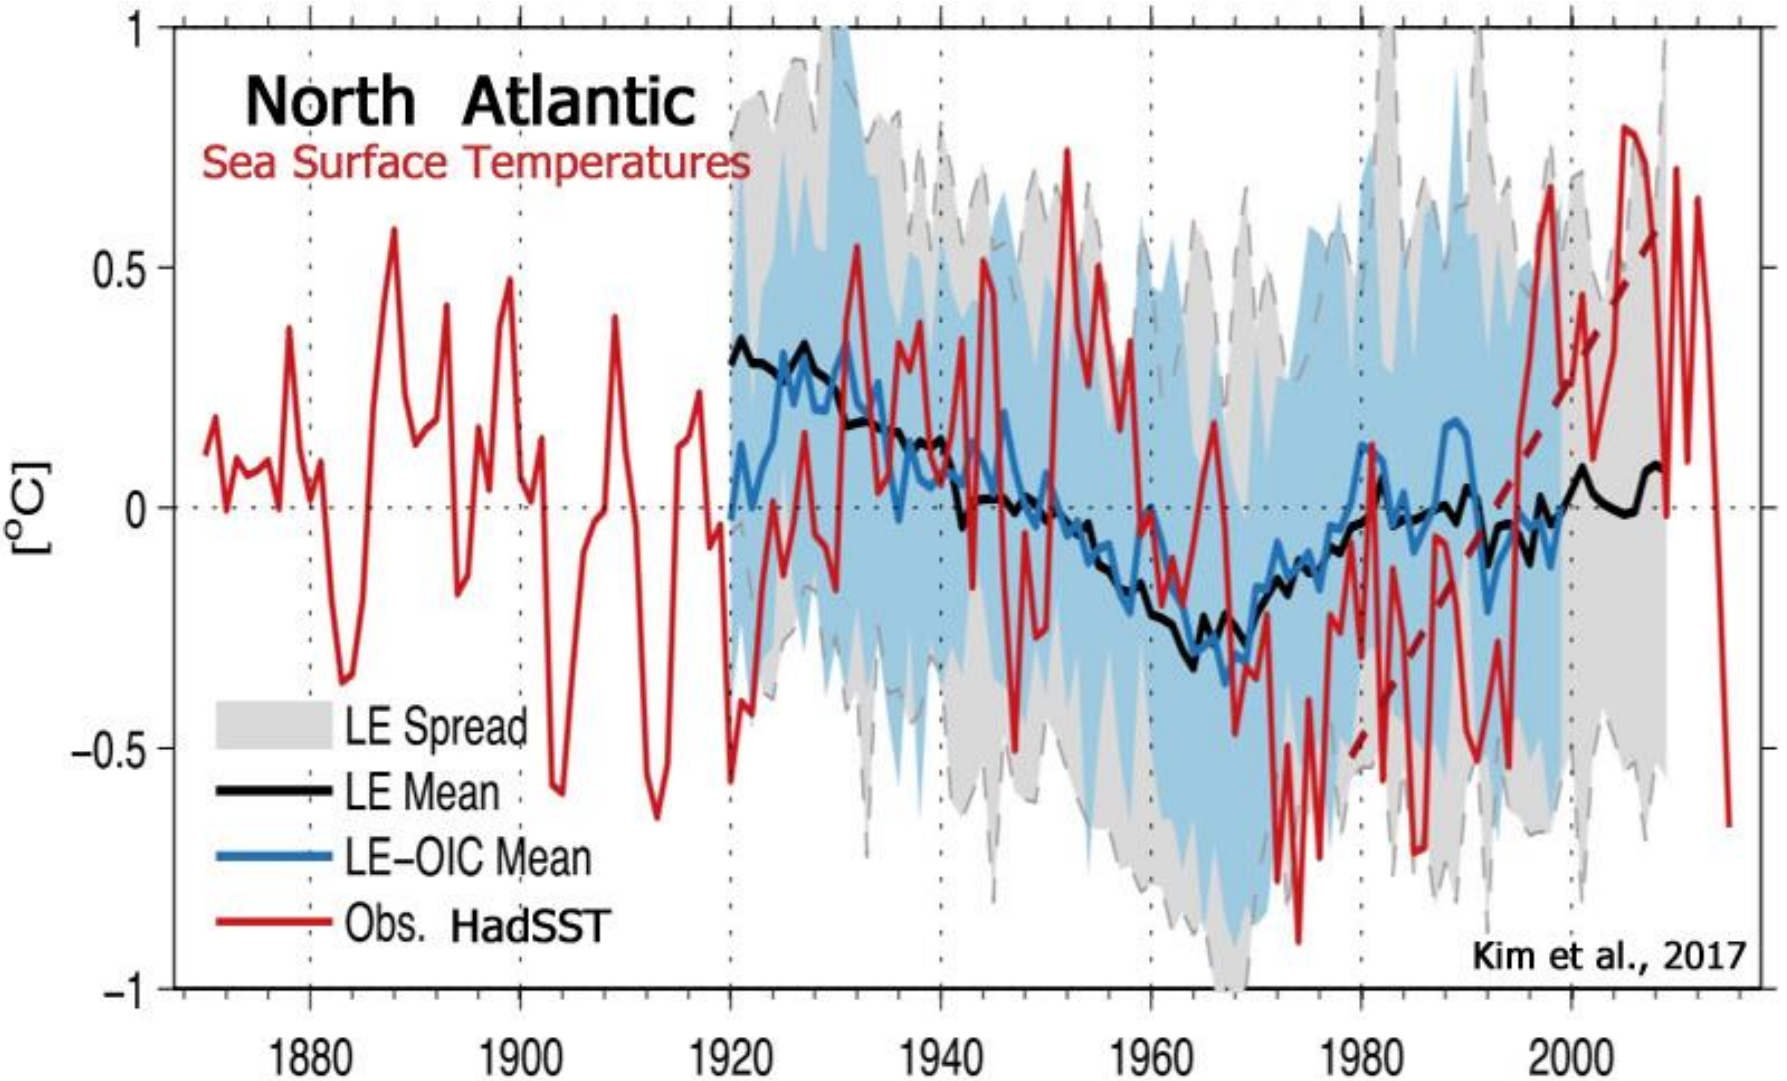 North Atlantic
Sea Surface Temperatures
1
0.5
0
−0.5
−1
[°C]
LE Spread
LE Mean
LE−OIC Mean
Obs. HadSST
Kim et al., 2017
1880 1900 1920 1940 1960 1980 2000